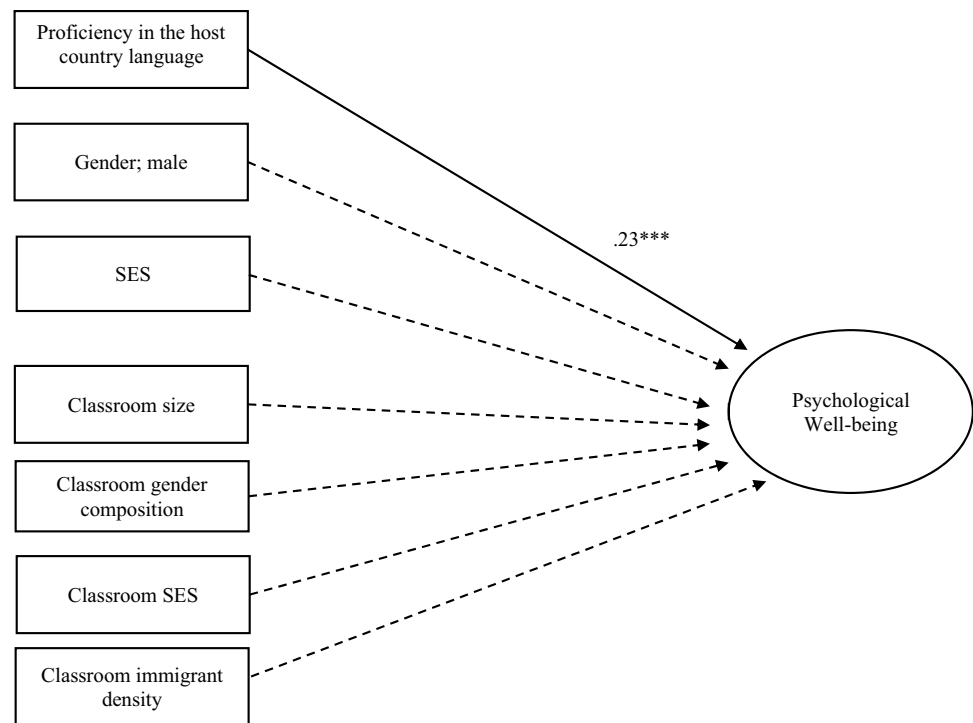 Proficiency in the host
country language
Gender; male
.23***
SES
Classroom size
Psychological
Well-being
Classroom gender
composition
Classroom SES
Classroom immigrant
density